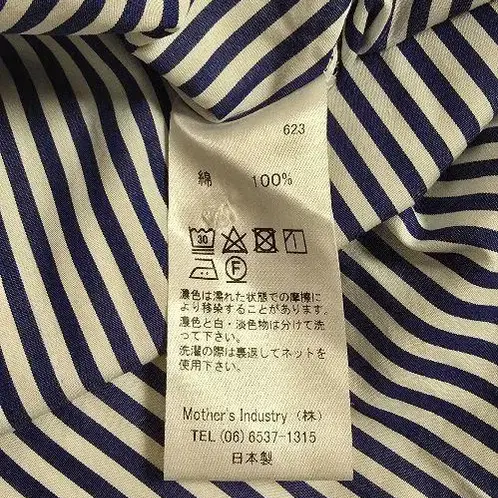 623
綿 100%
30
F
濃色は濡れた状態での摩擦に
より移染することがあります。
濃色と白・淡色物は分けて洗
って下さい。
洗濯の際は裏返してネットを
使用下さい。
Mother's Industry (株)
TEL (06) 6537-1315
日本製